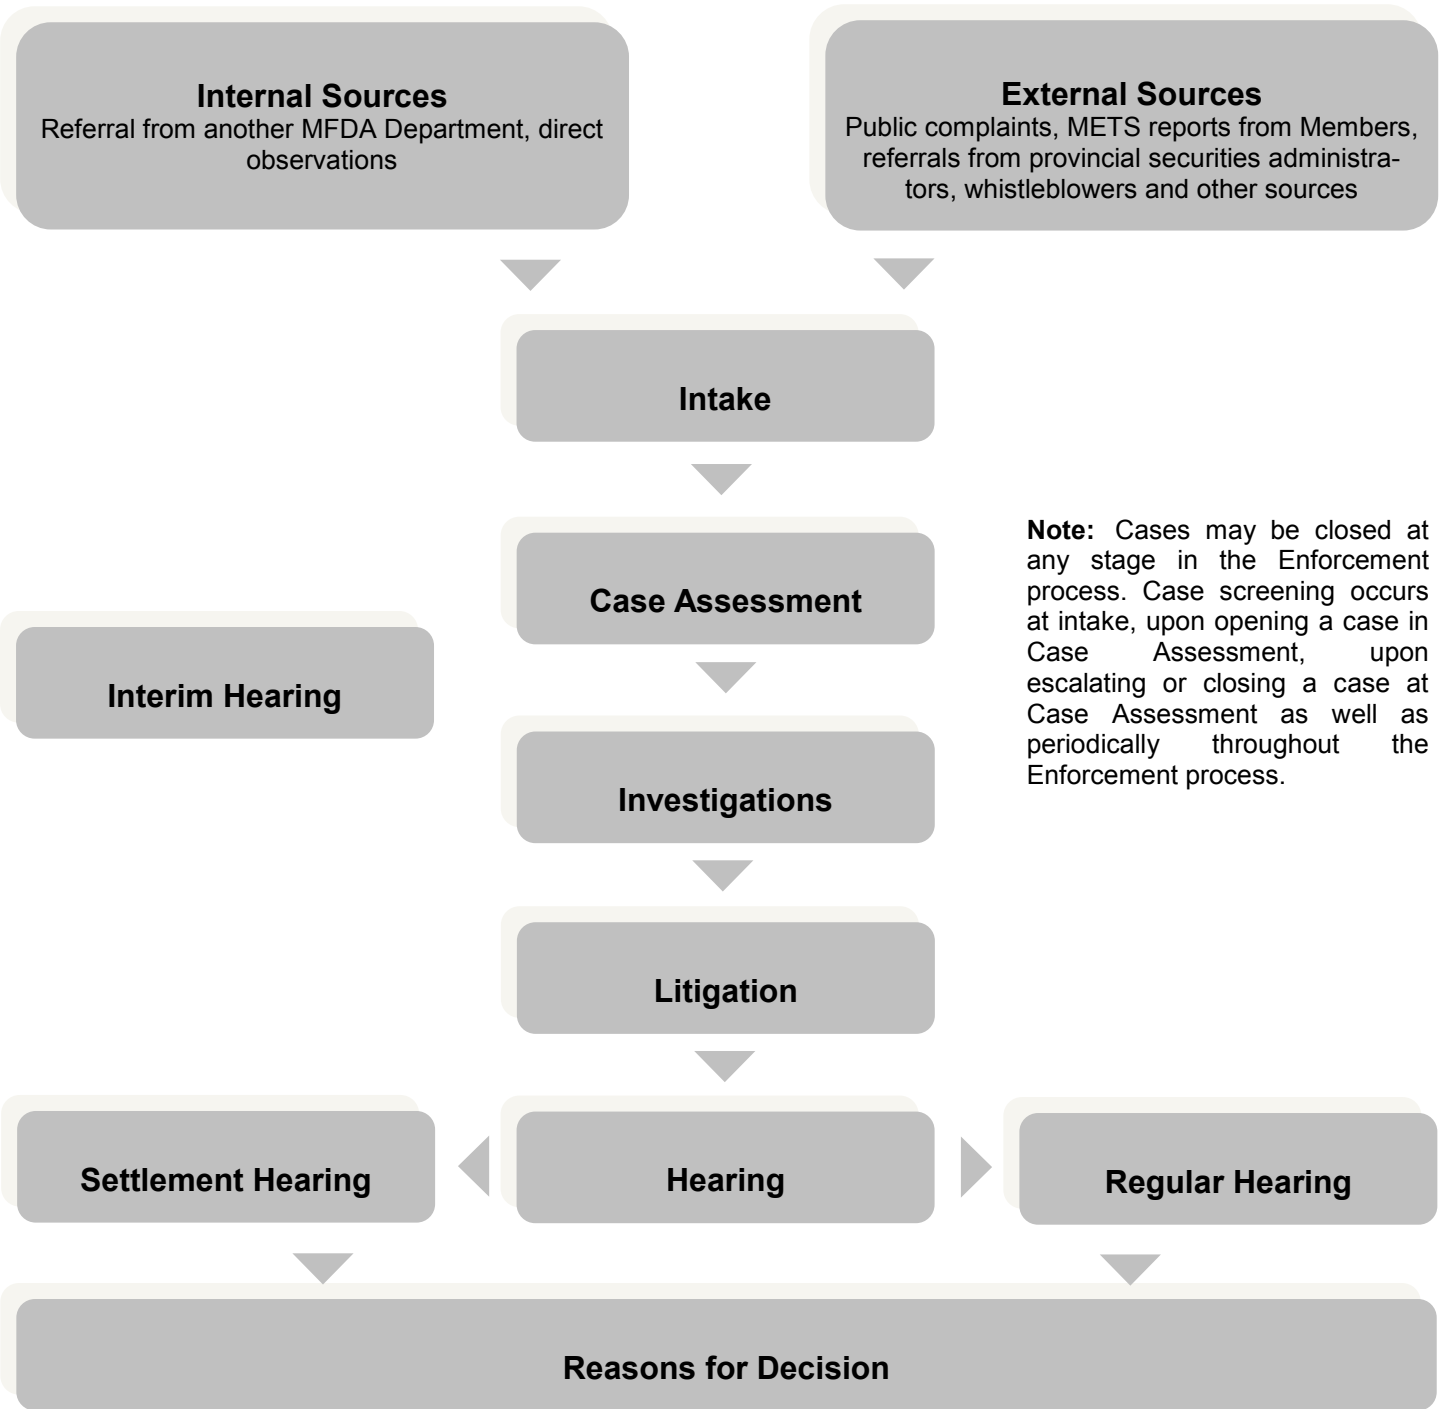 Internal Sources
Referral from another MFDA Department, direct
observations
External Sources
Public complaints, METS reports from Members,
referrals from provincial securities administra-
tors, whistleblowers and other sources
Intake
Case Assessment
Note: Cases may be closed at
any stage in the Enforcement
process. Case screening occurs
at intake, upon opening a case in
Case Assessment, upon
escalating or closing a case at
Case Assessment as well as
periodically throughout the
Enforcement process.
Interim Hearing
Investigations
Litigation
Settlement Hearing
Hearing
Regular Hearing
Reasons for Decision